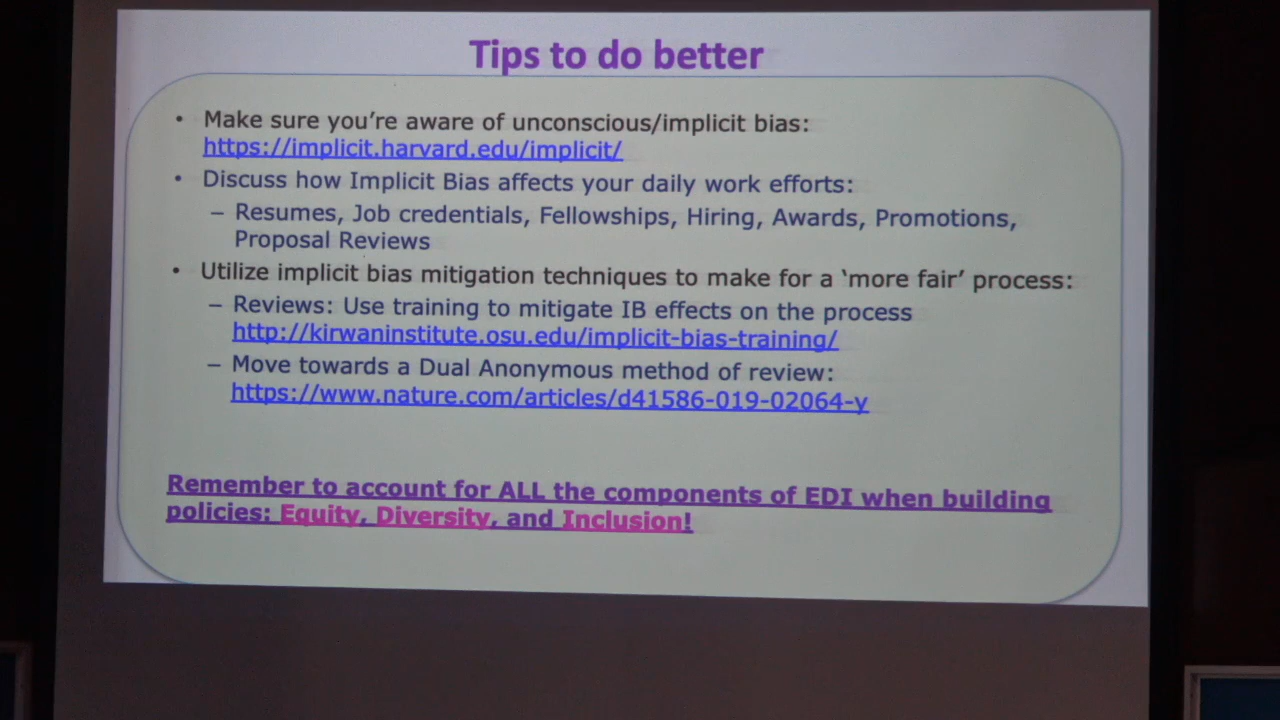 Tips to do better
• Make sure you're aware of unconscious/implicit bias:
https://implicit.harvard.edu/implicit/
• Discuss how Implicit Bias affects your daily work efforts:
– Resumes, Job credentials, Fellowships, Hiring, Awards, Promotions,
Proposal Reviews
• Utilize implicit bias mitigation techniques to make for a ‘more fair’ process:
– Reviews: Use training to mitigate IB effects on the process
http://kirwaninstitute.osu.edu/implicit-bias-training/
– Move towards a Dual Anonymous method of review:
https://www.nature.com/articles/d41586-019-02064-y
Remember to account for ALL the components of EDI when building
policies: Equity, Diversity, and Inclusion!